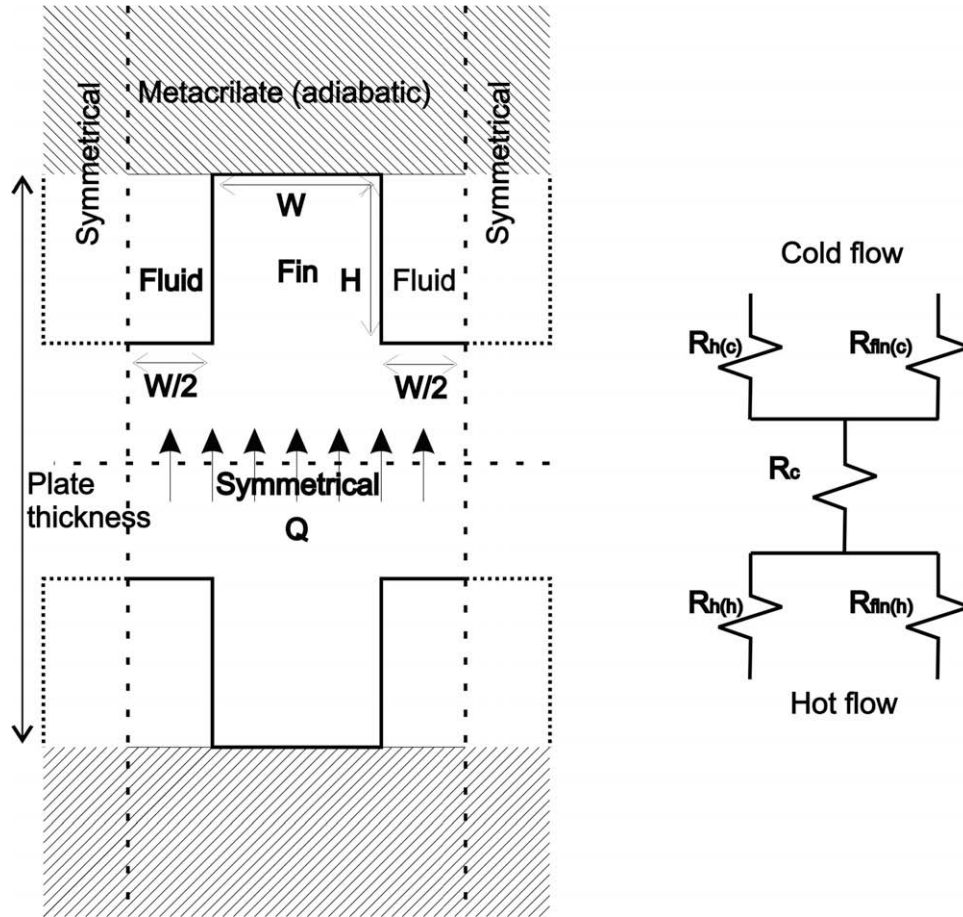 Symmetrical
Metacrilate (adiabatic)
Symmetrical
W
Fluid
Fin
H
Fluid
W/2
W/2
Plate
thickness
Symmetrical
Q
Cold flow
Rh(c)
Rfin(c)
Rc
Rh(h)
Rfin(h)
Hot flow